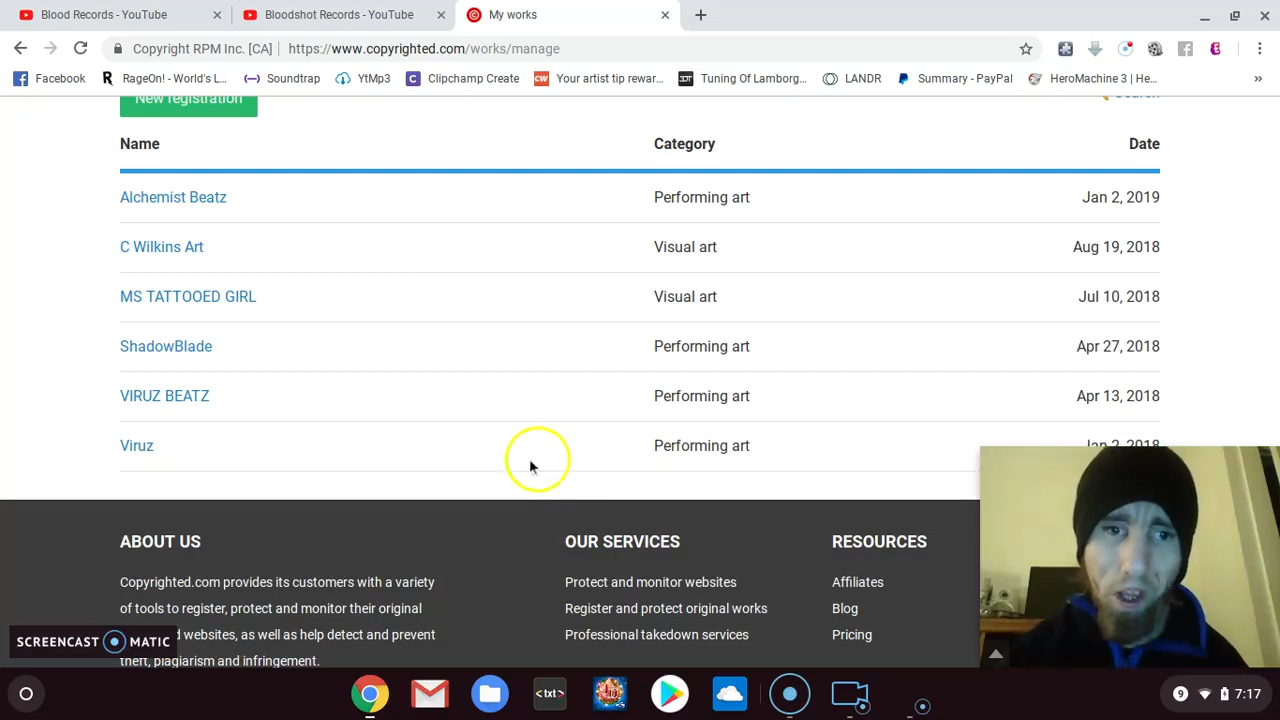 Blood Records - YouTube
Bloodshot Records - YouTube
My works
Copyright RPM Inc. [CA]
https://www.copyrighted.com/works/manage
Facebook
RageOn! - World's L...
Soundtrap
YtMp3
Clipchamp Create
Your artist tip rewar...
Tuning Of Lamborg...
LANDR
Summary - PayPal
HeroMachine 3 | He...
»
New registration
Search
Name Category Date
Alchemist Beatz Performing art Jan 2, 2019
C Wilkins Art Visual art Aug 19, 2018
MS TATTOOED GIRL Visual art Jul 10, 2018
ShadowBlade Performing art Apr 27, 2018
VIRUZ BEATZ Performing art Apr 13, 2018
Viruz Performing art Jan 2, 2018
ABOUT US
Copyrighted.com provides its customers with a variety
of tools to register, protect and monitor their original
websites, as well as help detect and prevent
theft, plagiarism and infringement.
OUR SERVICES
Protect and monitor websites
Register and protect original works
Professional takedown services
RESOURCES
Affiliates
Blog
Pricing
SCREENCAST MATIC
<txt>
9
7:17